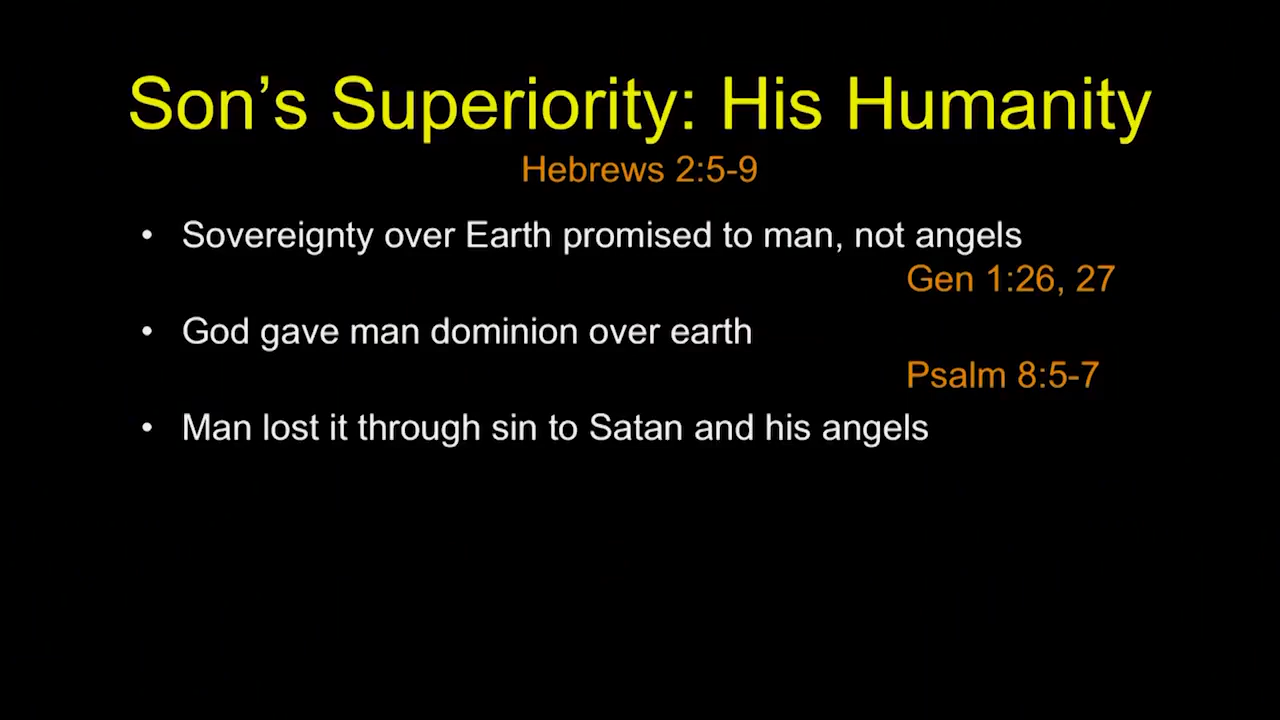 Son’s Superiority: His Humanity
Hebrews 2:5-9
• Sovereignty over Earth promised to man, not angels
Gen 1:26, 27
• God gave man dominion over earth
Psalm 8:5-7
• Man lost it through sin to Satan and his angels